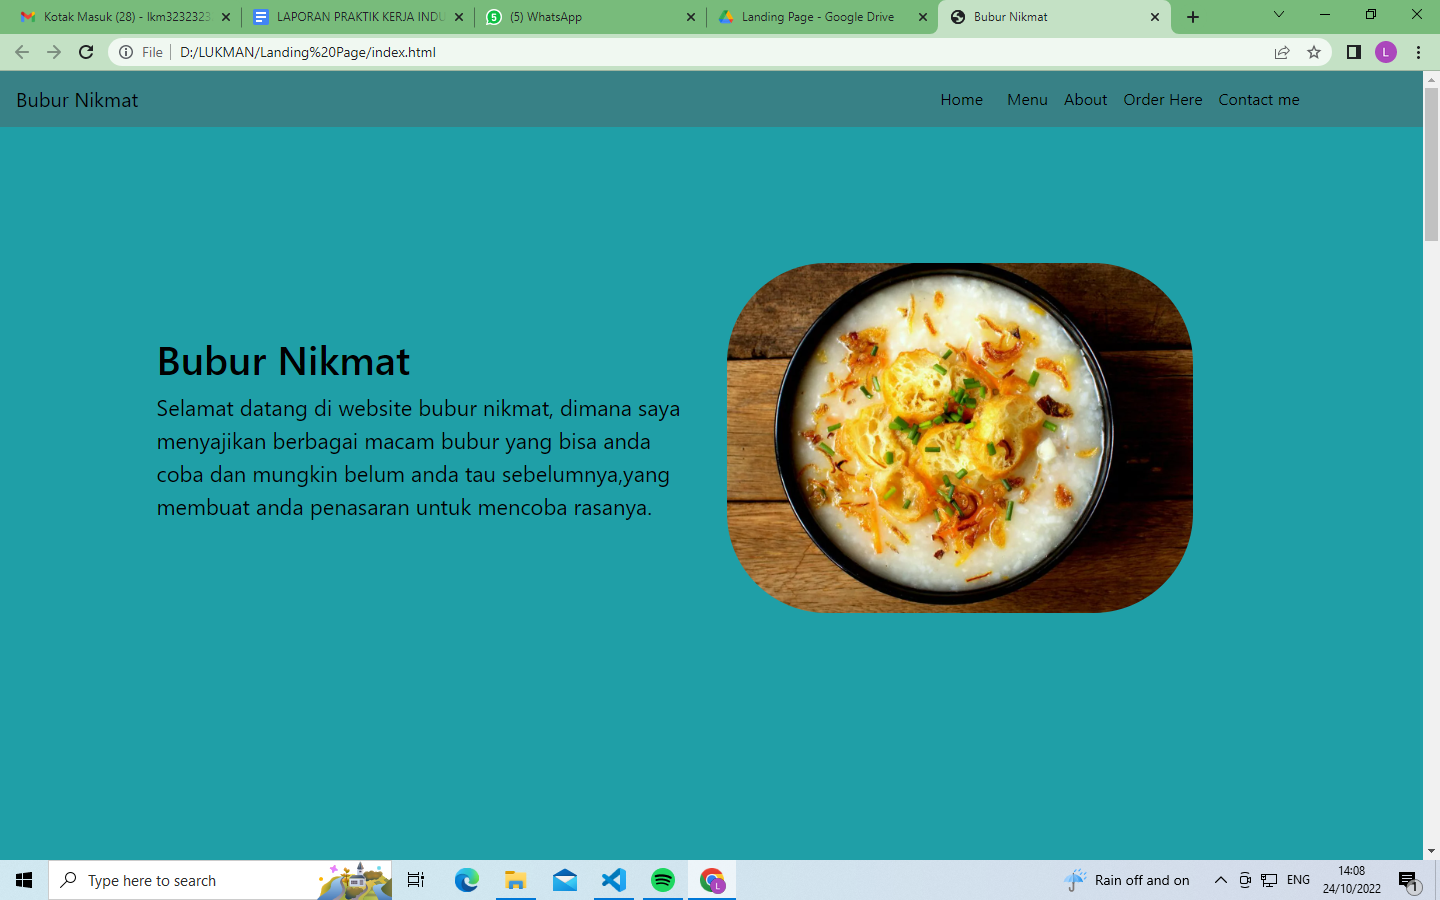 Kotak Masuk (28) - lkm3232323
LAPORAN PRAKTIK KERJA INDU
(5) WhatsApp
Landing Page - Google Drive
Bubur Nikmat
File
D:/LUKMAN/Landing%20Page/index.html
L
Bubur Nikmat
Home
Menu
About
Order Here
Contact me
Bubur Nikmat
Selamat datang di website bubur nikmat, dimana saya
menyajikan berbagai macam bubur yang bisa anda
coba dan mungkin belum anda tau sebelumnya,yang
membuat anda penasaran untuk mencoba rasanya.
Type here to search
L
Rain off and on
ENG
14:08
24/10/2022
1